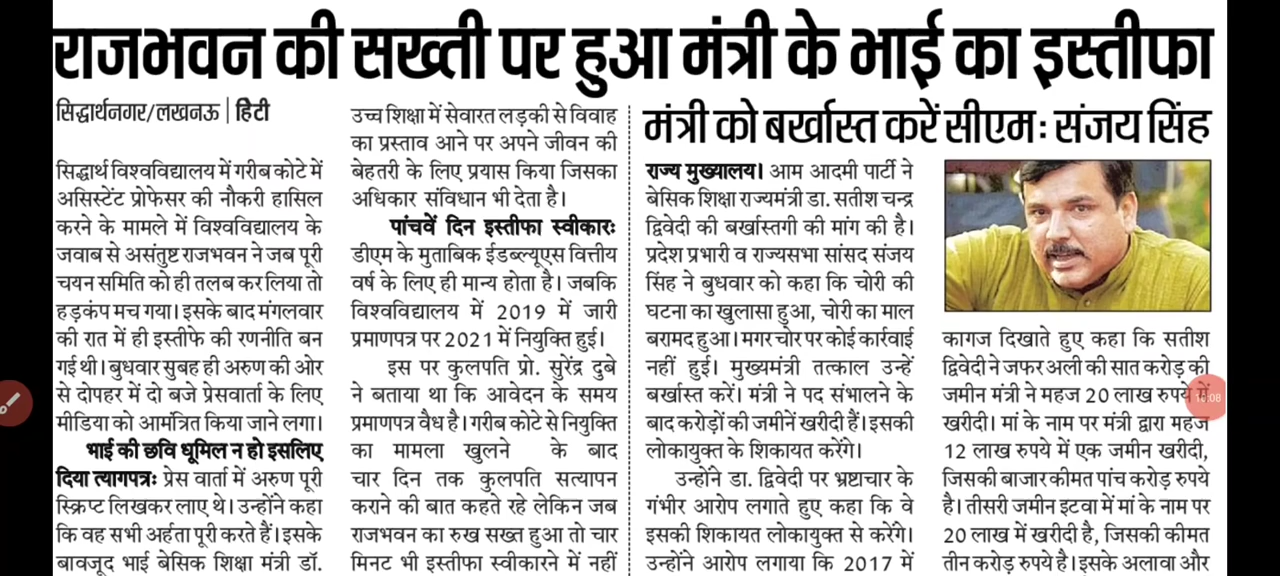 राजभवन की सख्ती पर हुआ मंत्री के भाई का इस्तीफा
सिद्धार्थनगर/लखनऊ | हिटी
सिद्धार्थ विश्वविद्यालय में गरीब कोटे में
असिस्टेंट प्रोफेसर की नौकरी हासिल
करने के मामले में विश्वविद्यालय के
जवाब से असंतुष्ट राजभवन ने जब पूरी
चयन समिति को ही तलब कर लिया तो
हड़कंप मच गया। इसके बाद मंगलवार
की रात में ही इस्तीफे की रणनीति बन
गई थी। बुधवार सुबह ही अरुण की ओर
से दोपहर में दो बजे प्रेसवार्ता के लिए
मीडिया को आमंत्रित किया जाने लगा।
भाई की छवि धूमिल न हो इसलिए
दिया त्यागपत्रः प्रेस वार्ता में अरुण पूरी
स्क्रिप्ट लिखकर लाए थे। उन्होंने कहा
कि वह सभी अर्हता पूरी करते हैं। इसके
बावजूद भाई बेसिक शिक्षा मंत्री डॉ.
उच्च शिक्षा में सेवारत लड़की से विवाह
का प्रस्ताव आने पर अपने जीवन की
बेहतरी के लिए प्रयास किया जिसका
अधिकार संविधान भी देता है।
पांचवें दिन इस्तीफा स्वीकारः
डीएम के मुताबिक ईडब्ल्यूएस वित्तीय
वर्ष के लिए ही मान्य होता है। जबकि
विश्वविद्यालय में 2019 में जारी
प्रमाणपत्र पर 2021 में नियुक्ति हुई।
इस पर कुलपति प्रो. सुरेंद्र दुबे
ने बताया था कि आवेदन के समय
प्रमाणपत्र वैध है। गरीब कोटे से नियुक्ति
का मामला खुलने के बाद
चार दिन तक कुलपति सत्यापन
कराने की बात कहते रहे लेकिन जब
राजभवन का रुख सख्त हुआ तो चार
मिनट भी इस्तीफा स्वीकारने में नहीं
मंत्री को बर्खास्त करें सीएमः संजय सिंह
राज्य मुख्यालय। आम आदमी पार्टी ने
बेसिक शिक्षा राज्यमंत्री डा. सतीश चन्द्र
द्विवेदी की बर्खास्तगी की मांग की है।
प्रदेश प्रभारी व राज्यसभा सांसद संजय
सिंह ने बुधवार को कहा कि चोरी की
घटना का खुलासा हुआ, चोरी का माल
बरामद हुआ। मगर चोर पर कोई कार्रवाई
नहीं हुई। मुख्यमंत्री तत्काल उन्हें
बर्खास्त करें। मंत्री ने पद संभालने के
बाद करोड़ों की जमीनें खरीदी हैं। इसकी
लोकायुक्त के शिकायत करेंगे।
उन्होंने डा. द्विवेदी पर भ्रष्टाचार के
गंभीर आरोप लगाते हुए कहा कि वे
इसकी शिकायत लोकायुक्त से करेंगे।
उन्होंने आरोप लगाया कि 2017 में
कागज दिखाते हुए कहा कि सतीश
द्विवेदी ने जफर अली की सात करोड़ की
जमीन मंत्री ने महज 20 लाख रुपये में
खरीदी। मां के नाम पर मंत्री द्वारा महज
12 लाख रुपये में एक जमीन खरीदी,
जिसकी बाजार कीमत पांच करोड़ रुपये
है। तीसरी जमीन इटवा में मां के नाम पर
20 लाख में खरीदी है, जिसकी कीमत
तीन करोड़ रुपये है। इसके अलावा और